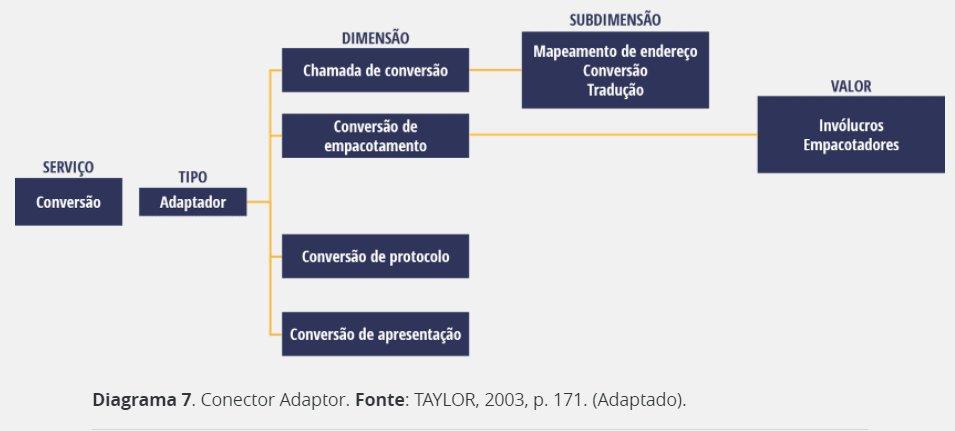 SUBDIMENSÃO
DIMENSÃO
Mapeamento de endereço
Conversão
Tradução
Chamada de conversão
VALOR
Conversão de
empacotamento
Invólucros
Empacotadores
SERVIÇO
TIPO
Conversão
Adaptador
Conversão de protocolo
Conversão de apresentação
Diagrama 7. Conector Adaptor. Fonte: TAYLOR, 2003, p. 171. (Adaptado).